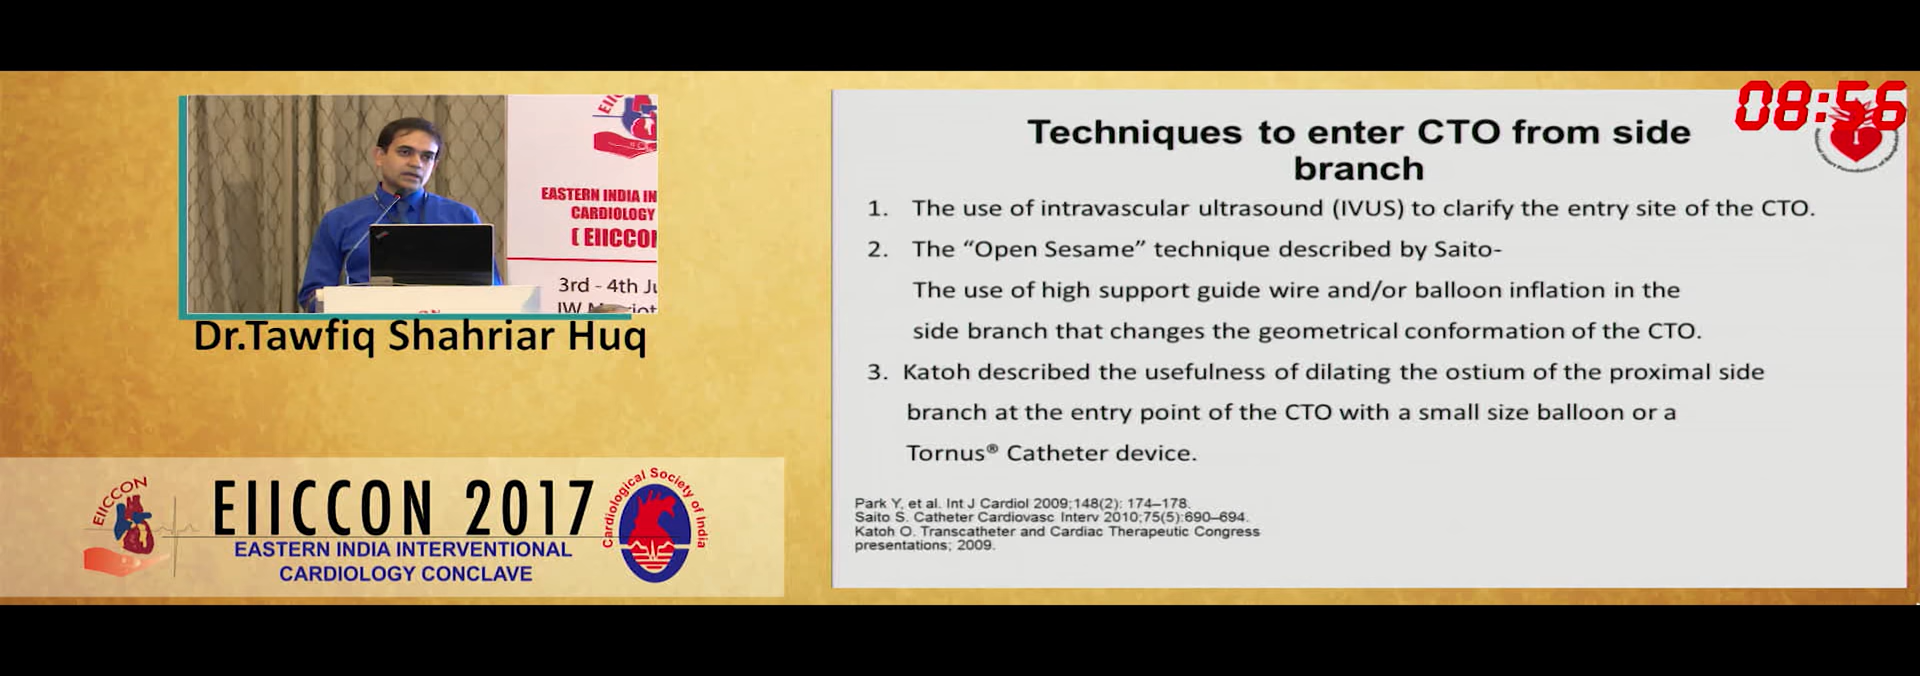 EIICCON
EASTERN INDIA IN
CARDIOLOGY
[ EIICCON
3rd - 4th Ju
Dr.Tawfiq Shahriar Huq
EIICCON
EIICCON 2017
EASTERN INDIA INTERVENTIONAL
CARDIOLOGY CONCLAVE
Cardiological Society of India
08:56
Techniques to enter CTO from side
branch
1. The use of intravascular ultrasound (IVUS) to clarify the entry site of the CTO.
2. The “Open Sesame” technique described by Saito-
The use of high support guide wire and/or balloon inflation in the
side branch that changes the geometrical conformation of the CTO.
3. Katoh described the usefulness of dilating the ostium of the proximal side
branch at the entry point of the CTO with a small size balloon or a
Tornus® Catheter device.
Park Y, et al. Int J Cardiol 2009;148(2): 174–178.
Saito S. Catheter Cardiovasc Interv 2010;75(5):690–694.
Katoh O. Transcatheter and Cardiac Therapeutic Congress
presentations; 2009.